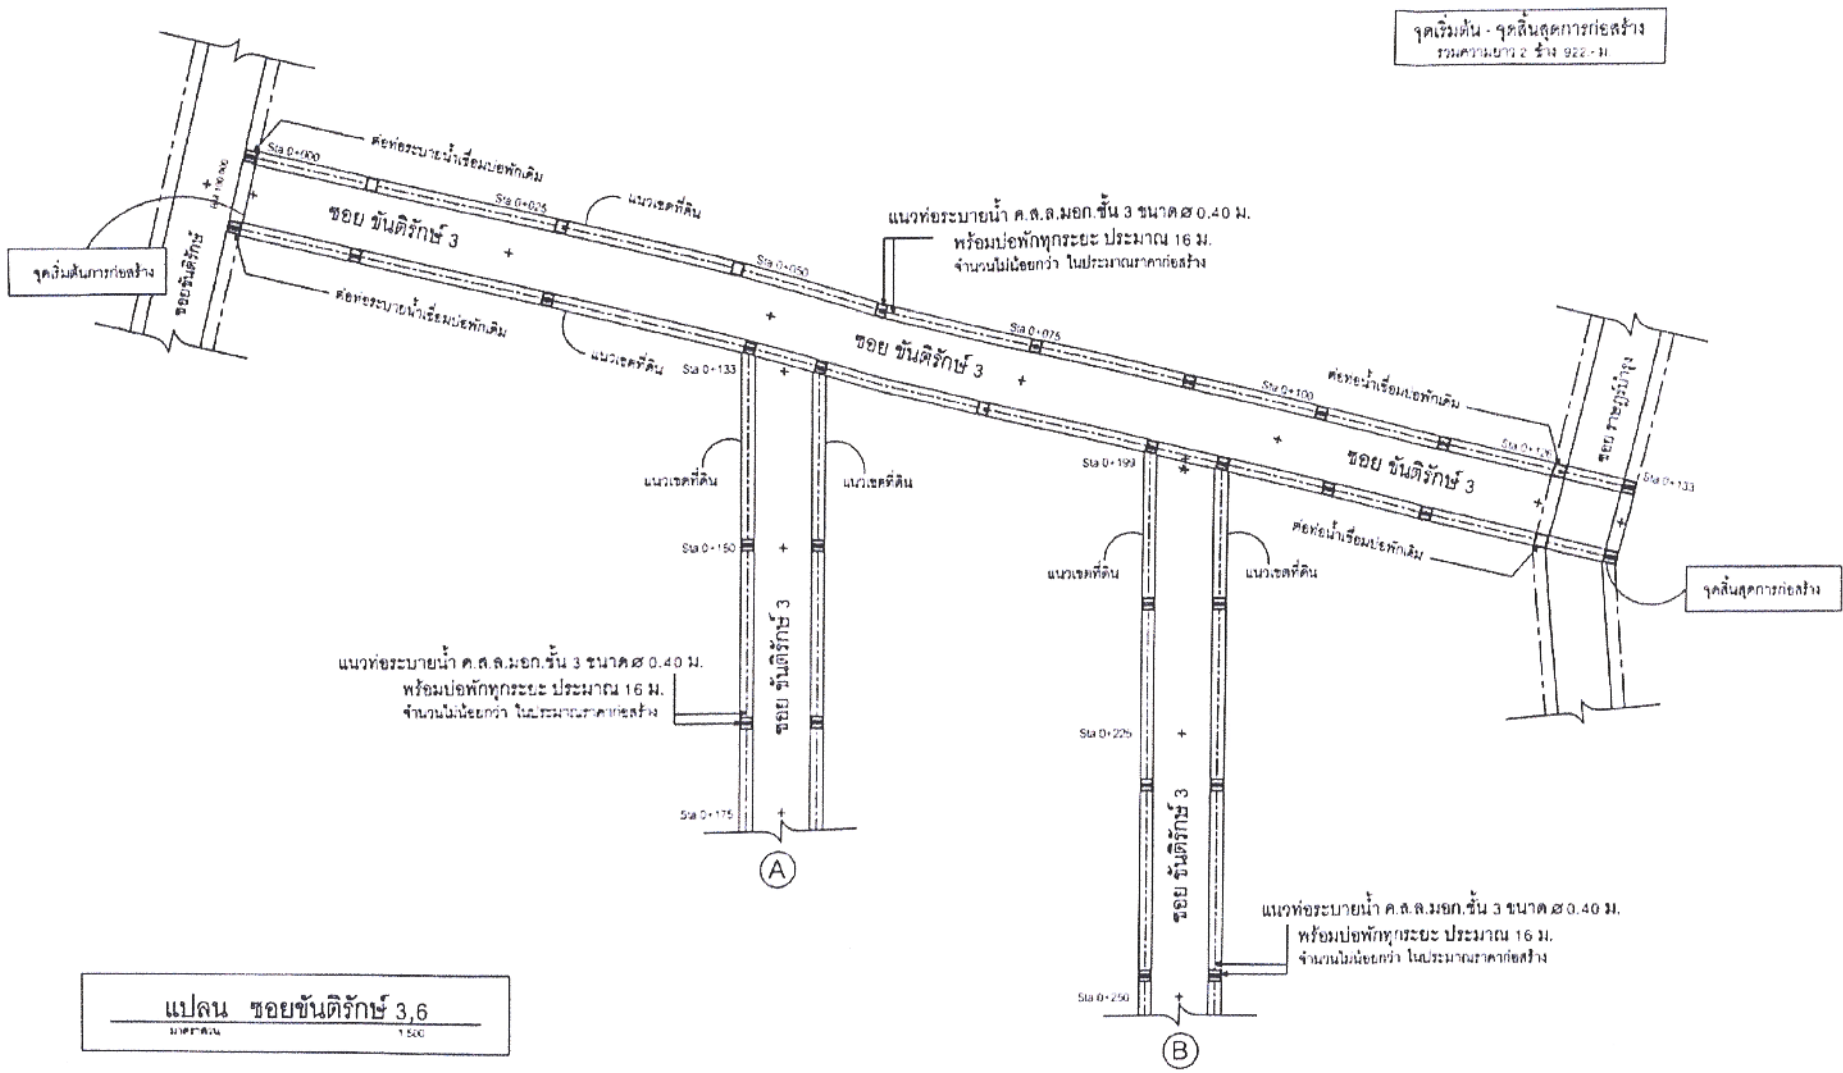 จุดเริ่มต้น - จุดสิ้นสุดการก่อสร้าง
รวมความยาว 2 ข้าง 922.- ม.
Sta 0+000
ต่อท่อระบายน้ำเชื่อมบ่อพักเดิม
Sta 0+025
แนวเขตที่ดิน
ซอย ขันติรักษ์ 3
ซอยขันติรักษ์
จุดเริ่มต้นการก่อสร้าง
ต่อท่อระบายน้ำเชื่อมบ่อพักเดิม
แนวเขตที่ดิน
Sta 0+050
แนวท่อระบายน้ำ ค.ส.ล.มอก.ชั้น 3 ขนาด ø 0.40 ม.
พร้อมบ่อพักทุกระยะ ประมาณ 16 ม.
จำนวนไม่น้อยกว่า ในประมาณราคาก่อสร้าง
Sta 0+075
ซอย ขันติรักษ์ 3
Sta 0+133
ต่อท่อน้ำเชื่อมบ่อพักเดิม
Sta 0+100
ซอย ราษฎร์บำรุง
ซอย ขันติรักษ์ 3
Sta 0+133
Sta 0+199
แนวเขตที่ดิน
แนวเขตที่ดิน
ต่อท่อน้ำเชื่อมบ่อพักเดิม
Sta 0+150
แนวเขตที่ดิน
แนวเขตที่ดิน
จุดสิ้นสุดการก่อสร้าง
ซอย ขันติรักษ์ 3
แนวท่อระบายน้ำ ค.ส.ล.มอก.ชั้น 3 ขนาด ø 0.40 ม.
พร้อมบ่อพักทุกระยะ ประมาณ 16 ม.
จำนวนไม่น้อยกว่า ในประมาณราคาก่อสร้าง
Sta 0+225
Sta 0+175
A
ซอย ขันติรักษ์ 3
แนวท่อระบายน้ำ ค.ส.ล.มอก.ชั้น 3 ขนาด ø 0.40 ม.
พร้อมบ่อพักทุกระยะ ประมาณ 16 ม.
จำนวนไม่น้อยกว่า ในประมาณราคาก่อสร้าง
Sta 0+250
B
แปลน ซอยขันติรักษ์ 3,6
มาตราส่วน 1:500